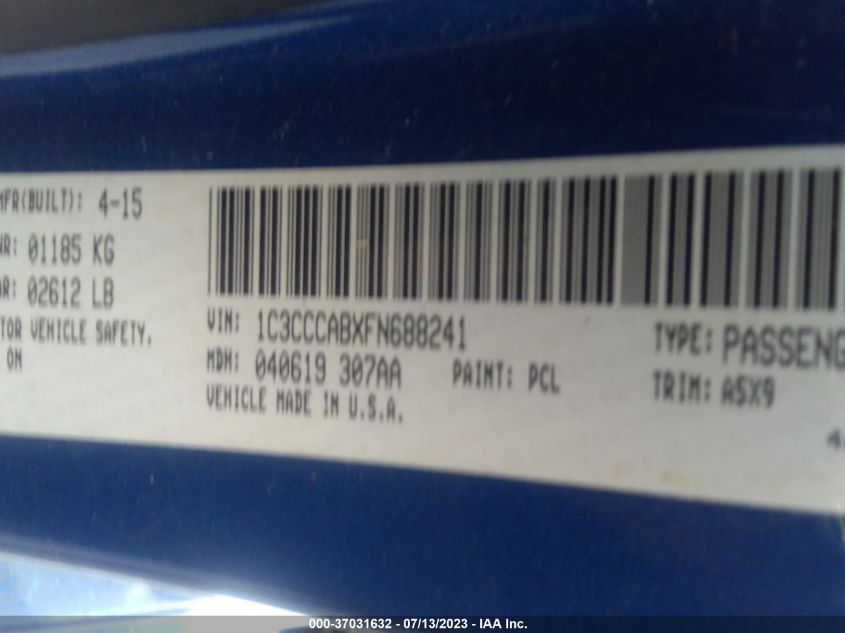 MFR(BUILT): 4-15
01185 KG
02612 LB
VEHICLE SAFETY.
ON
VIN: 1C3CCCABXFN688241
MDH: 040619 307AA PAINT: PCL
VEHICLE MADE IN U.S.A.
TYPE: PASSENG
TRIM: A5X9
000-37031632 - 07/13/2023 - IAA Inc.